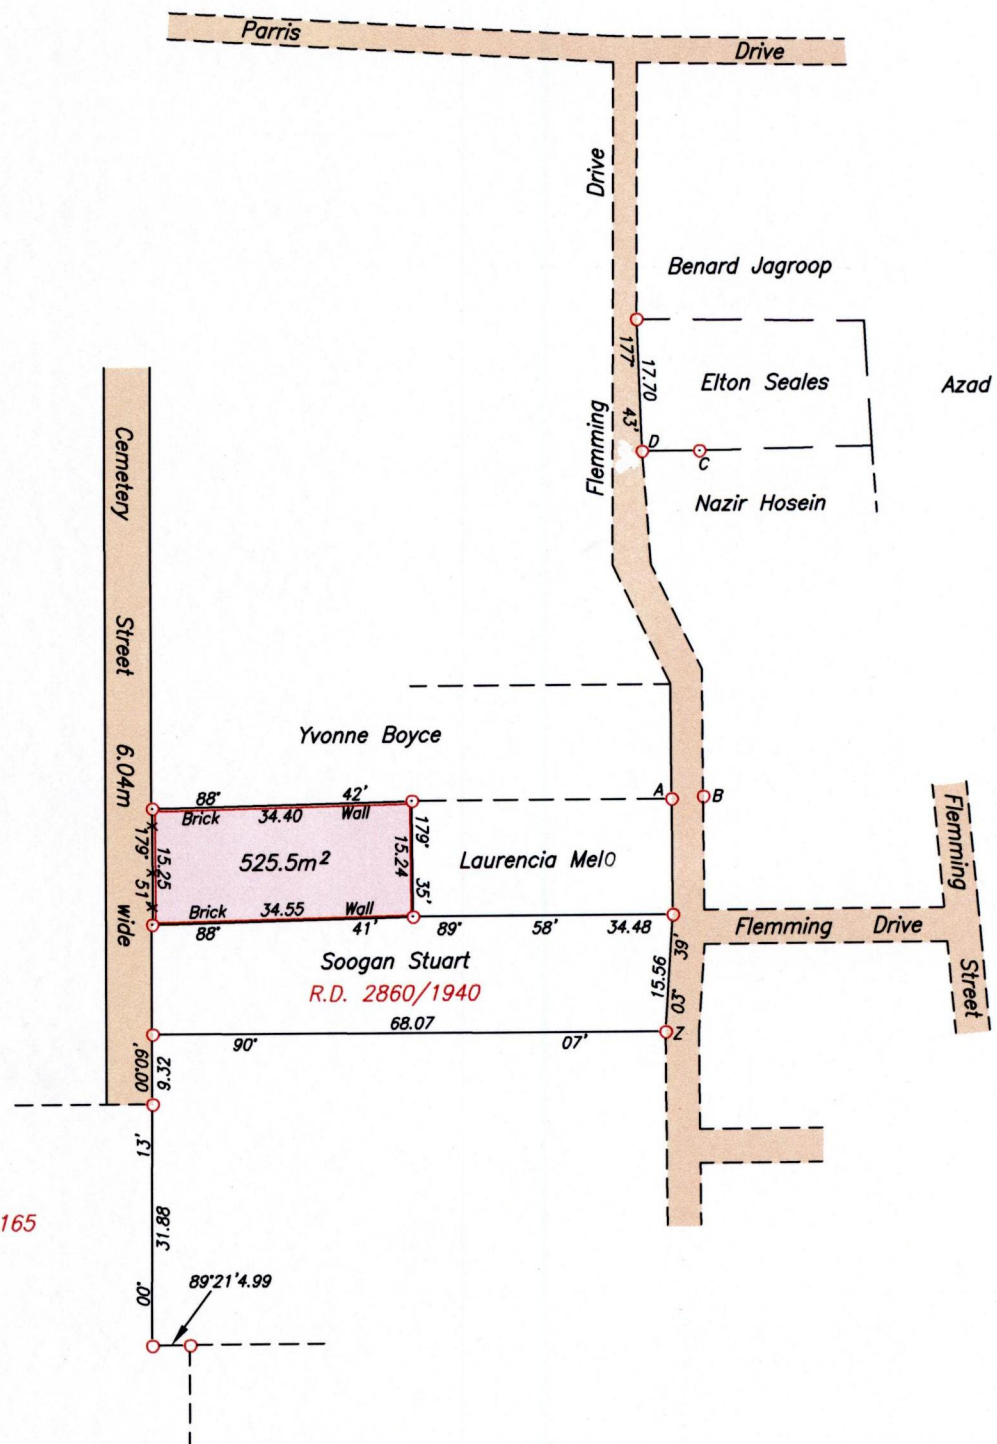 Parris
Drive
Drive
Benard Jagroop
177°
17.70
43'
Elton Seales
Azad
Flemming
D
C
Nazir Hosein
Cemetery
Street
6.04m
wide
Yvonne Boyce
A
B
88° 42'
Brick 34.40 Wall
179°
15.25
51'
525.5m²
179°
15.24
35'
Laurencia Melo
Brick 34.55 Wall
88° 41'
89° 58' 34.48
Flemming
Flemming Drive
Street
Soogan Stuart
R.D. 2860/1940
15.56
39'
03°
68.07
90° 07'
Z
60.00'
9.32
13'
31.88
00°
165
89°21'4.99